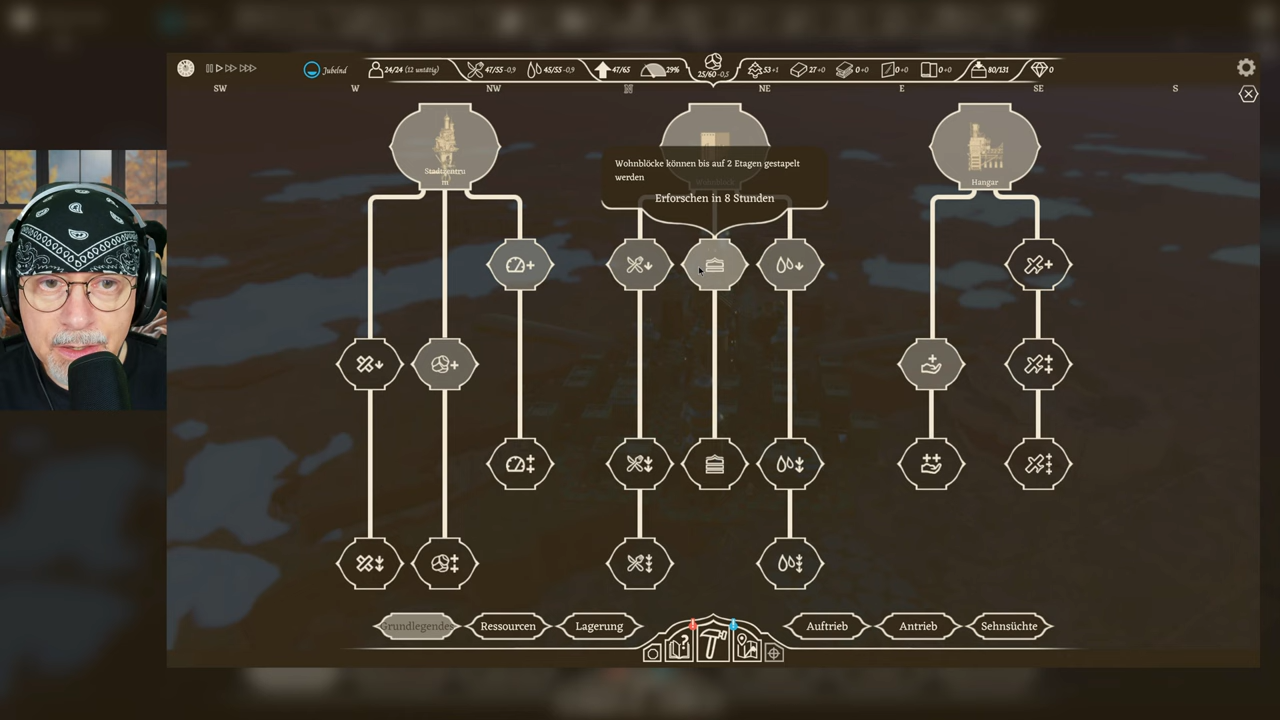 Jubelnd
24/24 (12 untätig)
47/55 -0,9
45/55 -0,9
47/65
29%
25/60 -0,5
53 +1
27 +0
0 +0
0 +0
0 +0
80/131
0
SW
W
NW
N
NE
E
SE
S
Stadtzentru
m
Hangar
Wohnblöcke können bis auf 2 Etagen gestapelt
werden
Erforschen in 8 Stunden
Grundlegendes
Ressourcen
Lagerung
Auftrieb
Antrieb
Sehnsüchte